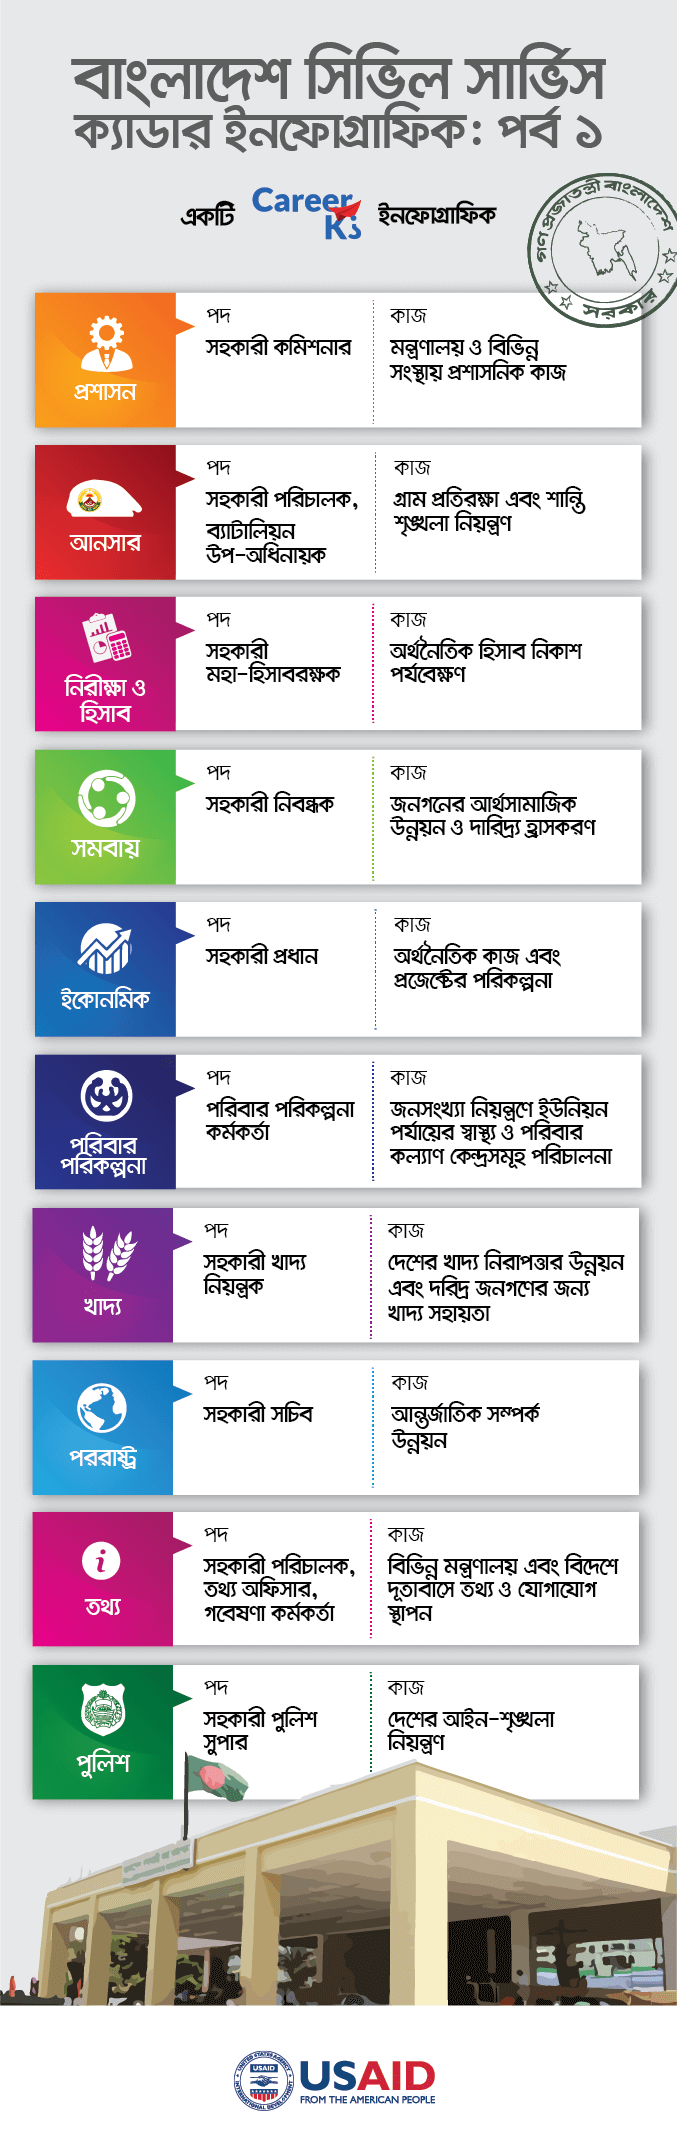 বাংলাদেশ সিভিল সার্ভিস
ক্যাডার ইনফোগ্রাফিক: পর্ব ১
একটি Career Ki ইনফোগ্রাফিক
গণ প্রজাতন্ত্রী বাংলাদেশ
সরকার
প্রশাসন
পদ
সহকারী কমিশনার
কাজ
মন্ত্রণালয় ও বিভিন্ন
সংস্থায় প্রশাসনিক কাজ
আনসার
পদ
সহকারী পরিচালক,
ব্যাটালিয়ন
উপ-অধিনায়ক
কাজ
গ্রাম প্রতিরক্ষা এবং শান্তি
শৃঙ্খলা নিয়ন্ত্রণ
নিরীক্ষা ও
হিসাব
পদ
সহকারী
মহা-হিসাবরক্ষক
কাজ
অর্থনৈতিক হিসাব নিকাশ
পর্যবেক্ষণ
সমবায়
পদ
সহকারী নিবন্ধক
কাজ
জনগনের আর্থসামাজিক
উন্নয়ন ও দারিদ্র্য হ্রাসকরণ
ইকোনমিক
পদ
সহকারী প্রধান
কাজ
অর্থনৈতিক কাজ এবং
প্রজেক্টের পরিকল্পনা
পরিবার
পরিকল্পনা
পদ
পরিবার পরিকল্পনা
কর্মকর্তা
কাজ
জনসংখ্যা নিয়ন্ত্রণে ইউনিয়ন
পর্যায়ের স্বাস্থ্য ও পরিবার
কল্যাণ কেন্দ্রসমূহ পরিচালনা
খাদ্য
পদ
সহকারী খাদ্য
নিয়ন্ত্রক
কাজ
দেশের খাদ্য নিরাপত্তার উন্নয়ন
এবং দরিদ্র জনগণের জন্য
খাদ্য সহায়তা
পররাষ্ট্র
পদ
সহকারী সচিব
কাজ
আন্তর্জাতিক সম্পর্ক
উন্নয়ন
তথ্য
পদ
সহকারী পরিচালক,
তথ্য অফিসার,
গবেষণা কর্মকর্তা
কাজ
বিভিন্ন মন্ত্রণালয় এবং বিদেশে
দূতাবাসে তথ্য ও যোগাযোগ
স্থাপন
পুলিশ
পদ
সহকারী পুলিশ
সুপার
কাজ
দেশের আইন-শৃঙ্খলা
নিয়ন্ত্রণ
UNITED STATES AGENCY
USAID
INTERNATIONAL DEVELOPMENT
USAID
FROM THE AMERICAN PEOPLE